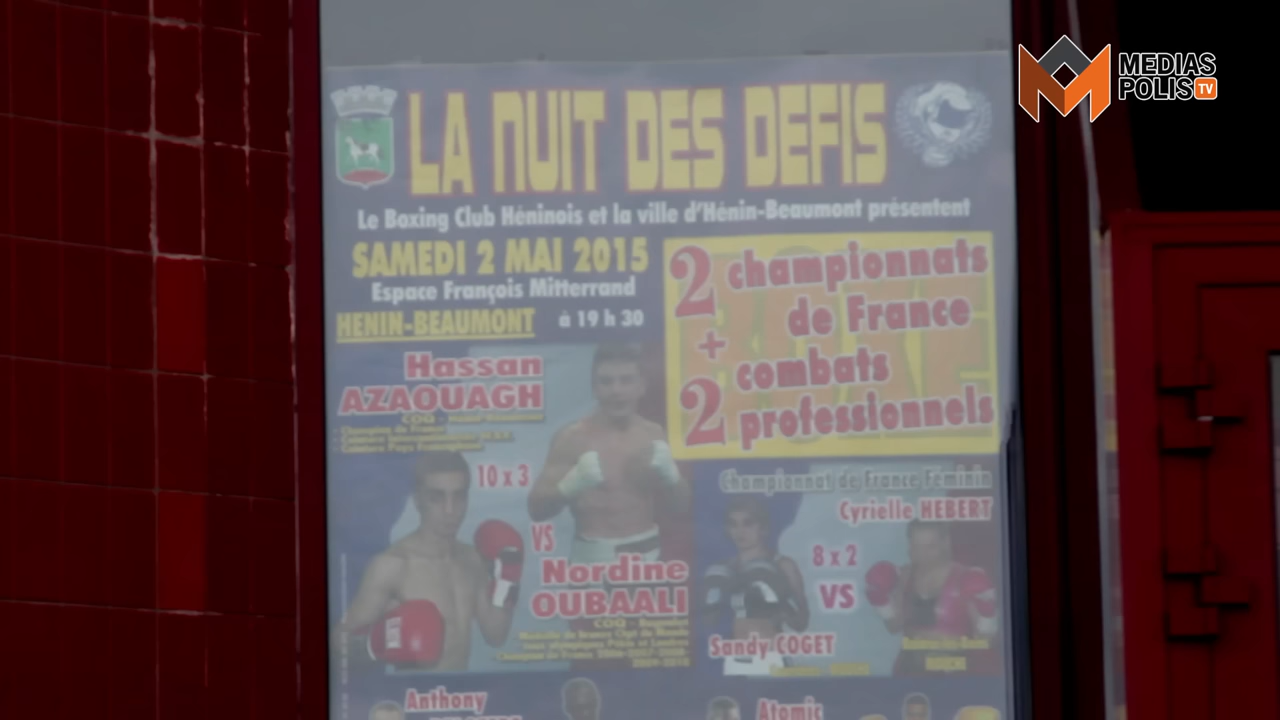 MEDIAS
POLIS TV
LA NUIT DES DEFIS
Le Boxing Club Héninois et la ville d'Hénin-Beaumont présentent
SAMEDI 2 MAI 2015
Espace François Mitterrand
HENIN-BEAUMONT à 19 h 30
2 championnats
de France
+
2 combats
professionnels
Hassan
AZAOUAGH
10 x 3
VS
Nordine
OUBAALI
Championnat de France Féminin
Cyrielle HEBERT
8 x 2
VS
Sandy COGET
Anthony
Atomic